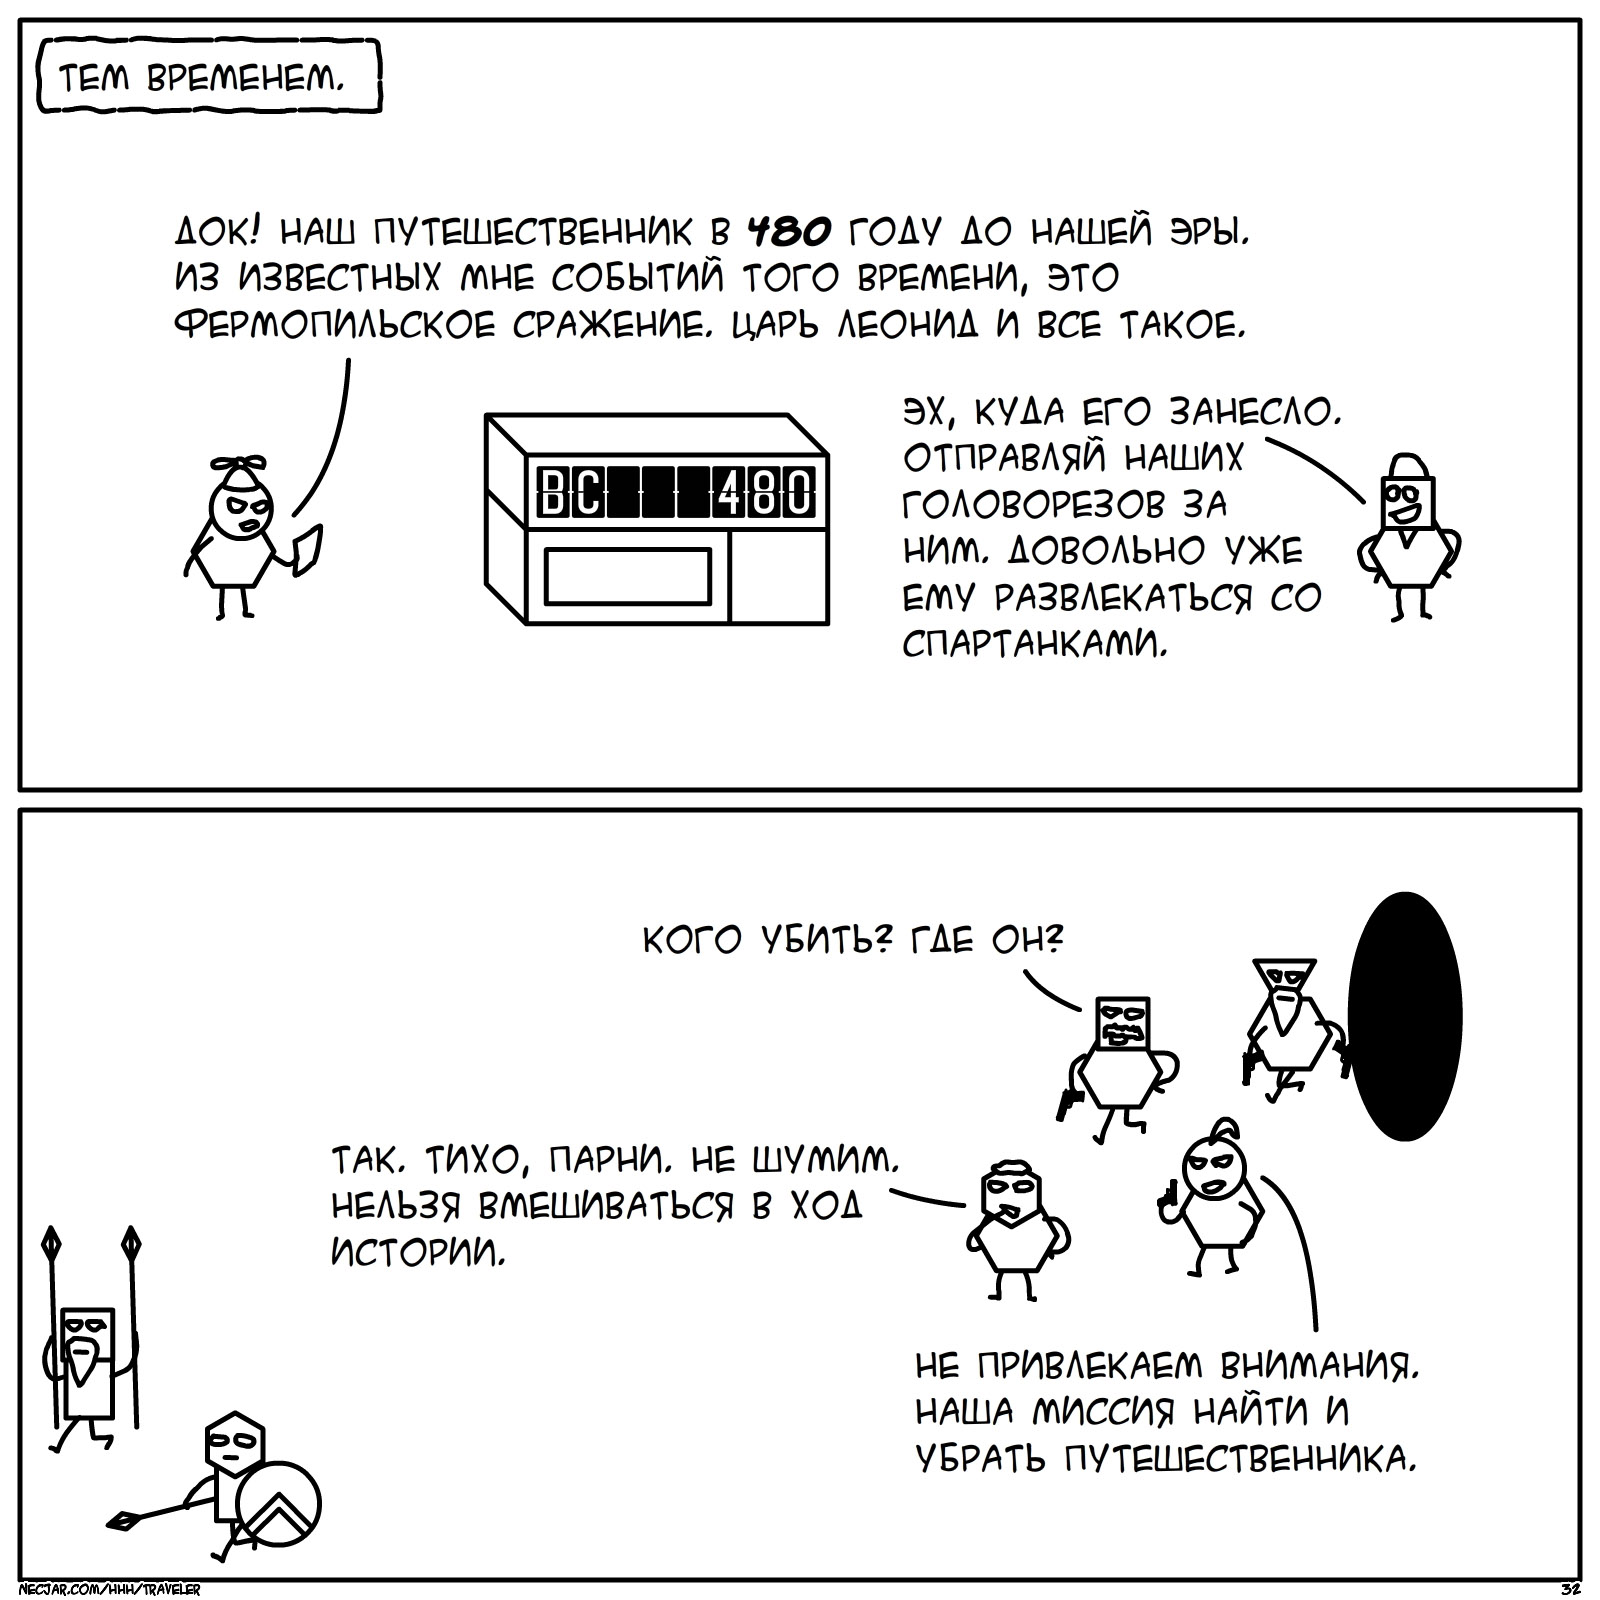 ТЕМ ВРЕМЕНЕМ.
ДОК! НАШ ПУТЕШЕСТВЕННИК В 480 ГОДУ ДО НАШЕЙ ЭРЫ.
ИЗ ИЗВЕСТНЫХ МНЕ СОБЫТИЙ ТОГО ВРЕМЕНИ, ЭТО
ФЕРМОПИЛЬСКОЕ СРАЖЕНИЕ. ЦАРЬ ЛЕОНИД И ВСЕ ТАКОЕ.
BC 480
ЭХ, КУДА ЕГО ЗАНЕСЛО.
ОТПРАВЛЯЙ НАШИХ
ГОЛОВОРЕЗОВ ЗА
НИМ. ДОВОЛЬНО УЖЕ
ЕМУ РАЗВЛЕКАТЬСЯ СО
СПАРТАНКАМИ.
КОГО УБИТЬ? ГДЕ ОН?
ТАК. ТИХО, ПАРНИ. НЕ ШУМИМ.
НЕЛЬЗЯ ВМЕШИВАТЬСЯ В ХОД
ИСТОРИИ.
НЕ ПРИВЛЕКАЕМ ВНИМАНИЯ.
НАША МИССИЯ НАЙТИ И
УБРАТЬ ПУТЕШЕСТВЕННИКА.
NECJAR.COM/HHH/TRAVELER
32